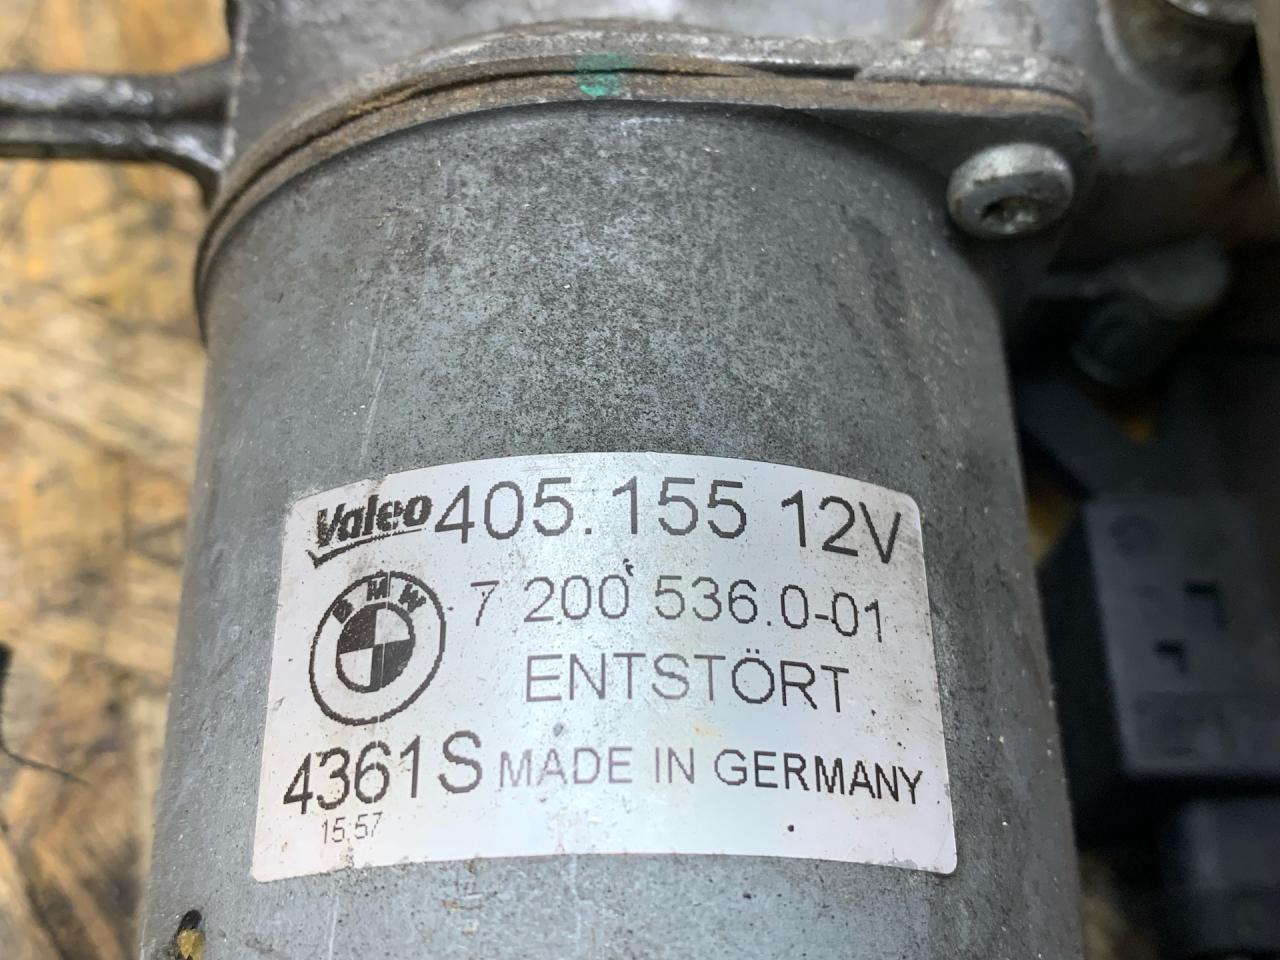 Valeo 405.155 12V
BMW 7 200 536.0-01
ENTSTÖRT
4361S MADE IN GERMANY
15:57